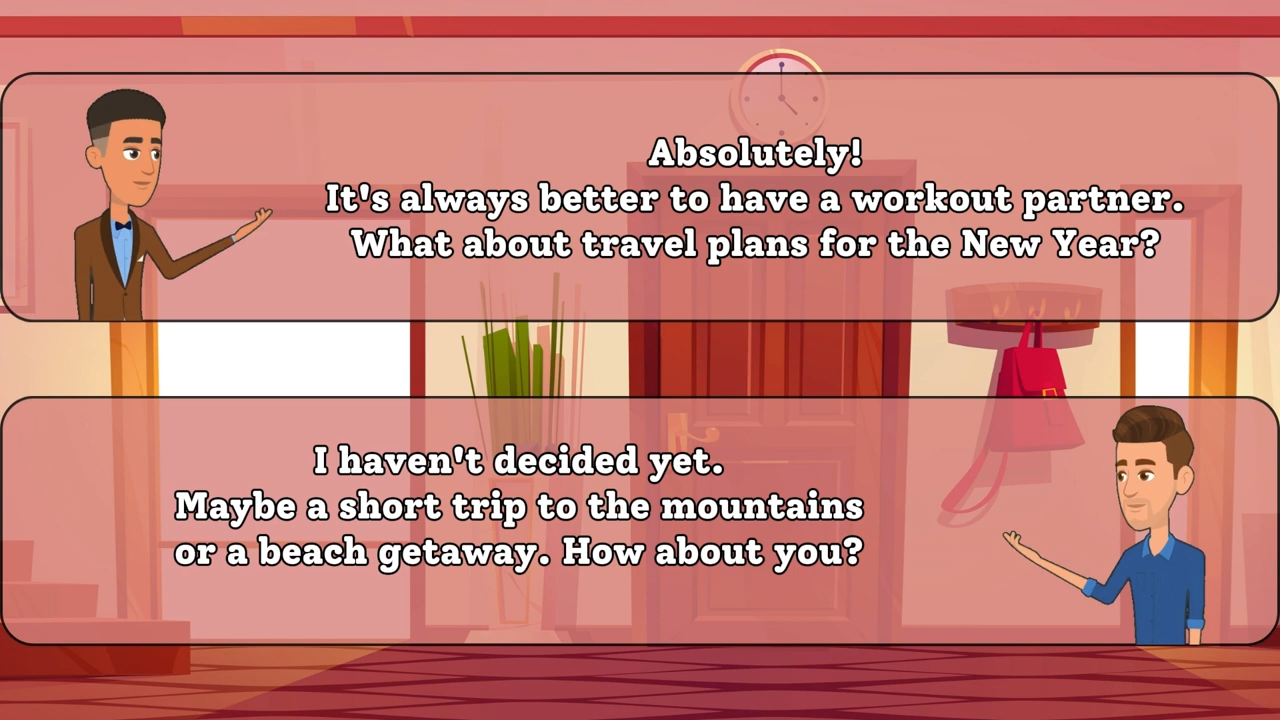 Absolutely!
It's always better to have a workout partner.
What about travel plans for the New Year?
I haven't decided yet.
Maybe a short trip to the mountains
or a beach getaway. How about you?